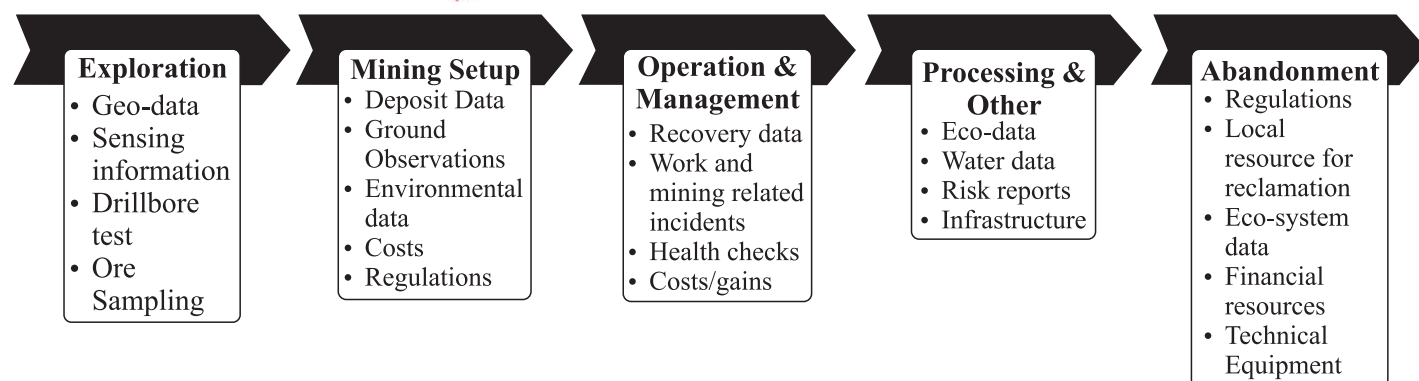 Exploration
• Geo-data
• Sensing
information
• Drillbore
test
• Ore
Sampling
Mining Setup
• Deposit Data
• Ground
Observations
• Environmental
data
• Costs
• Regulations
Operation &
Management
• Recovery data
• Work and
mining related
incidents
• Health checks
• Costs/gains
Processing &
Other
• Eco-data
• Water data
• Risk reports
• Infrastructure
Abandonment
• Regulations
• Local
resource for
reclamation
• Eco-system
data
• Financial
resources
• Technical
Equipment